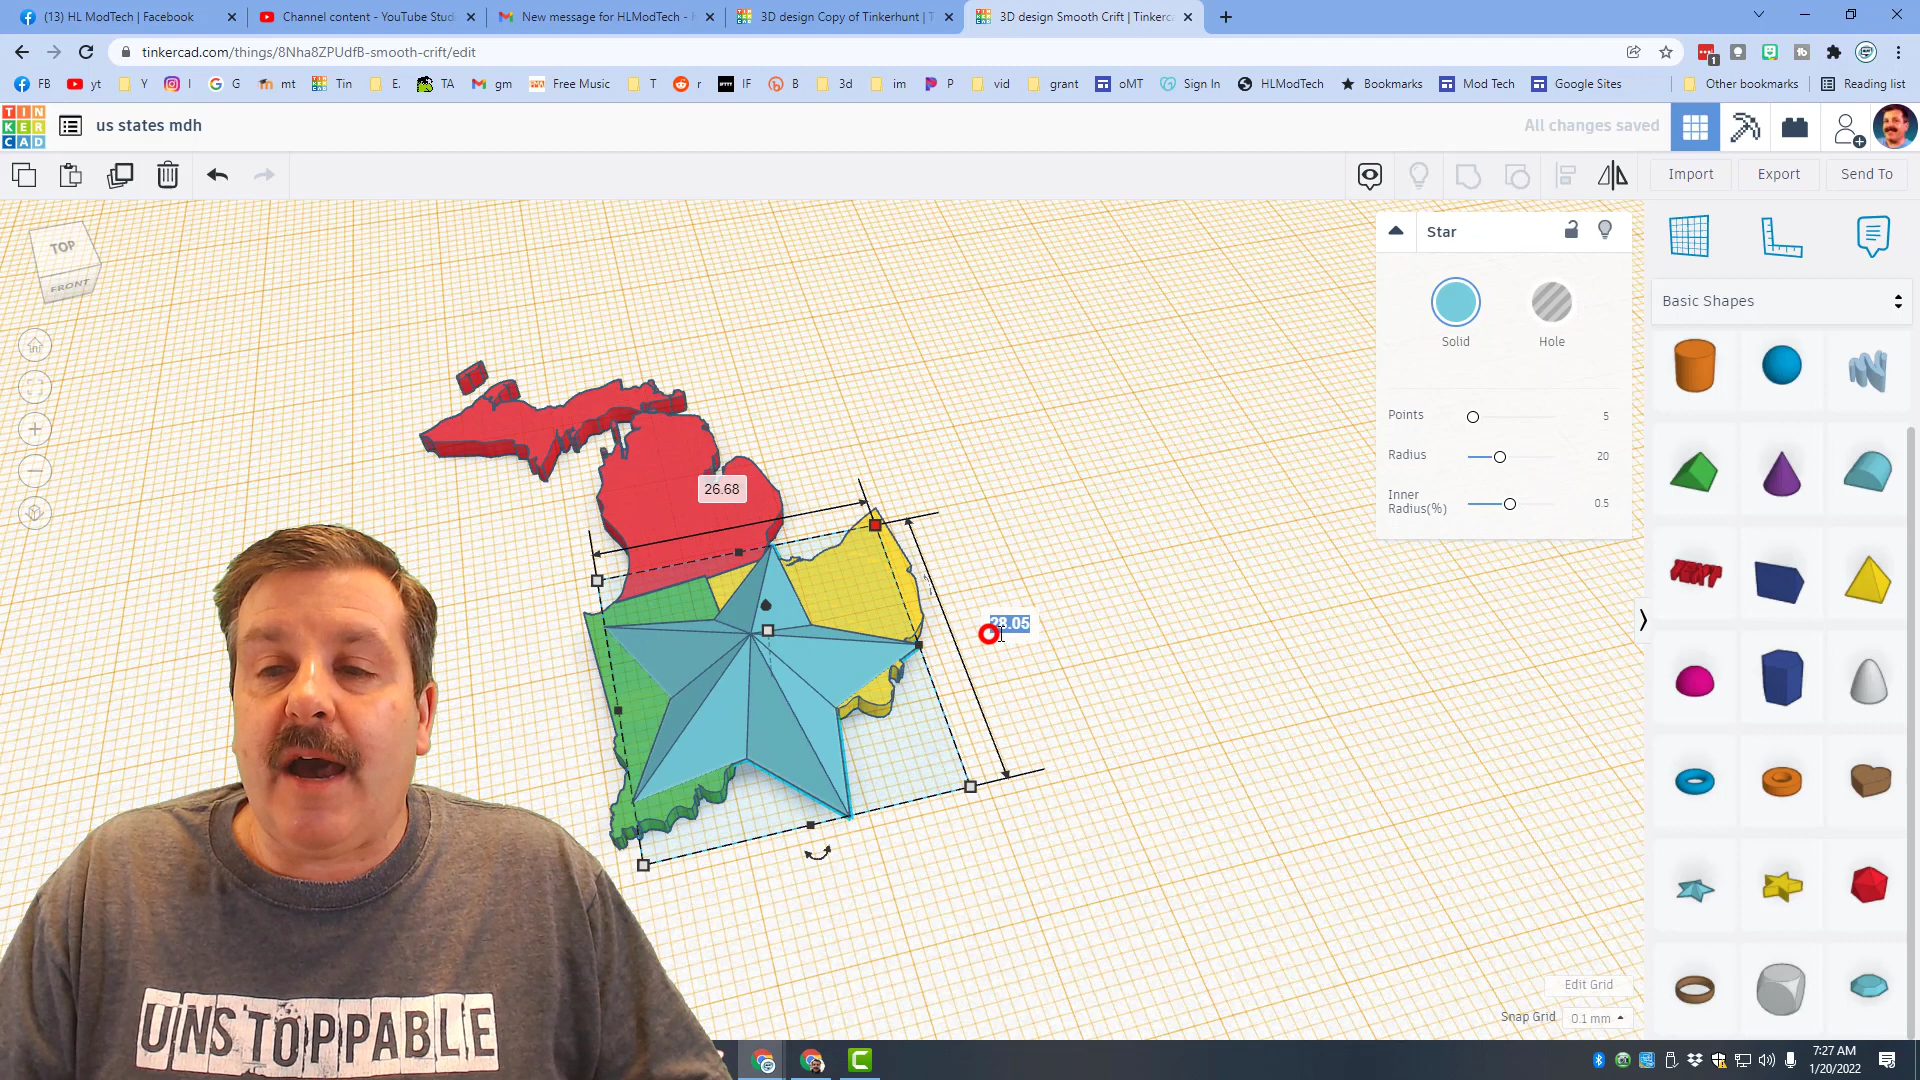 (13) HL ModTech | Facebook
Channel content - YouTube Stud
New message for HLModTech -
3D design Copy of Tinkerhunt | T
3D design Smooth Crift | Tinkerc
tinkercad.com/things/8Nha8ZPUdfB-smooth-crift/edit
FB
yt
Y
I
G
mt
Tin
E.
TA
gm
Free Music
T
r
IF
B
3d
im
P
vid
grant
oMT
Sign In
HLModTech
Bookmarks
Mod Tech
Google Sites
Other bookmarks
Reading list
TIN
KER
CAD
us states mdh
All changes saved
Import
Export
Send To
TOP
FRONT
Star
Solid
Hole
Points
5
Radius
20
Inner
Radius(%)
0.5
Basic Shapes
TEXT
26.68
28.05
UNSTOPPABLE
Edit Grid
Snap Grid
0.1 mm
7:27 AM
1/20/2022